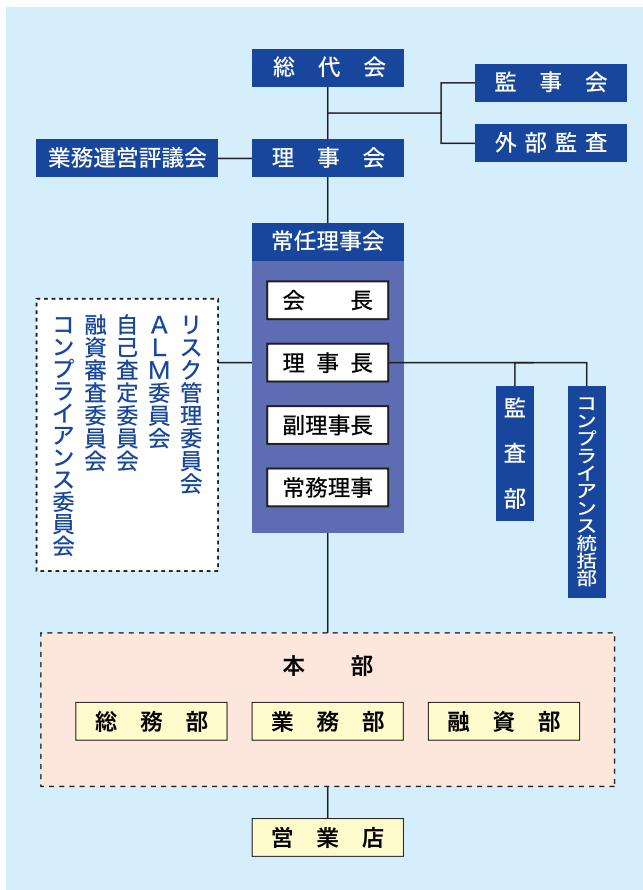 総代会
監事会
外部監査
業務運営評議会
理事会
常任理事会
会長
理事長
副理事長
常務理事
リスク管理委員会
ALM委員会
自己査定委員会
融資審査委員会
コンプライアンス委員会
監査部
コンプライアンス統括部
本部
総務部
業務部
融資部
営業店